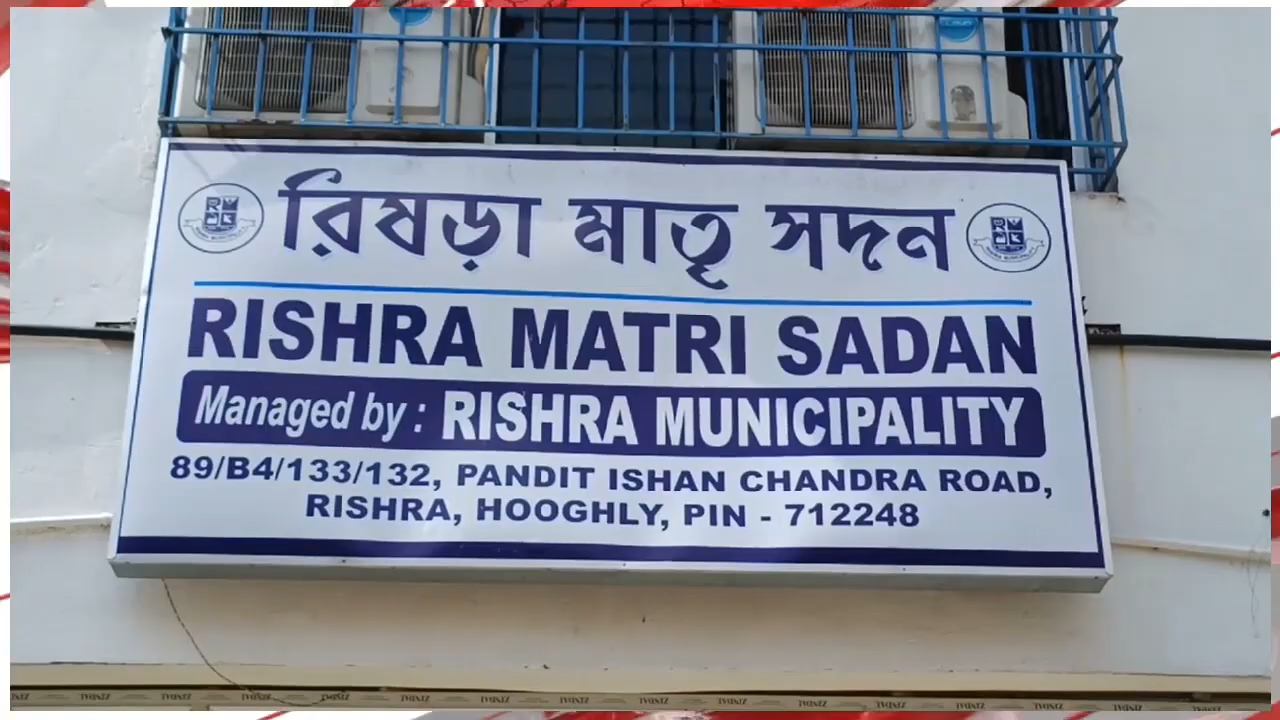 রিষড়া মাতৃ সদন
RISHRA MATRI SADAN
Managed by : RISHRA MUNICIPALITY
89/B4/133/132, PANDIT ISHAN CHANDRA ROAD,
RISHRA, HOOGHLY, PIN - 712248